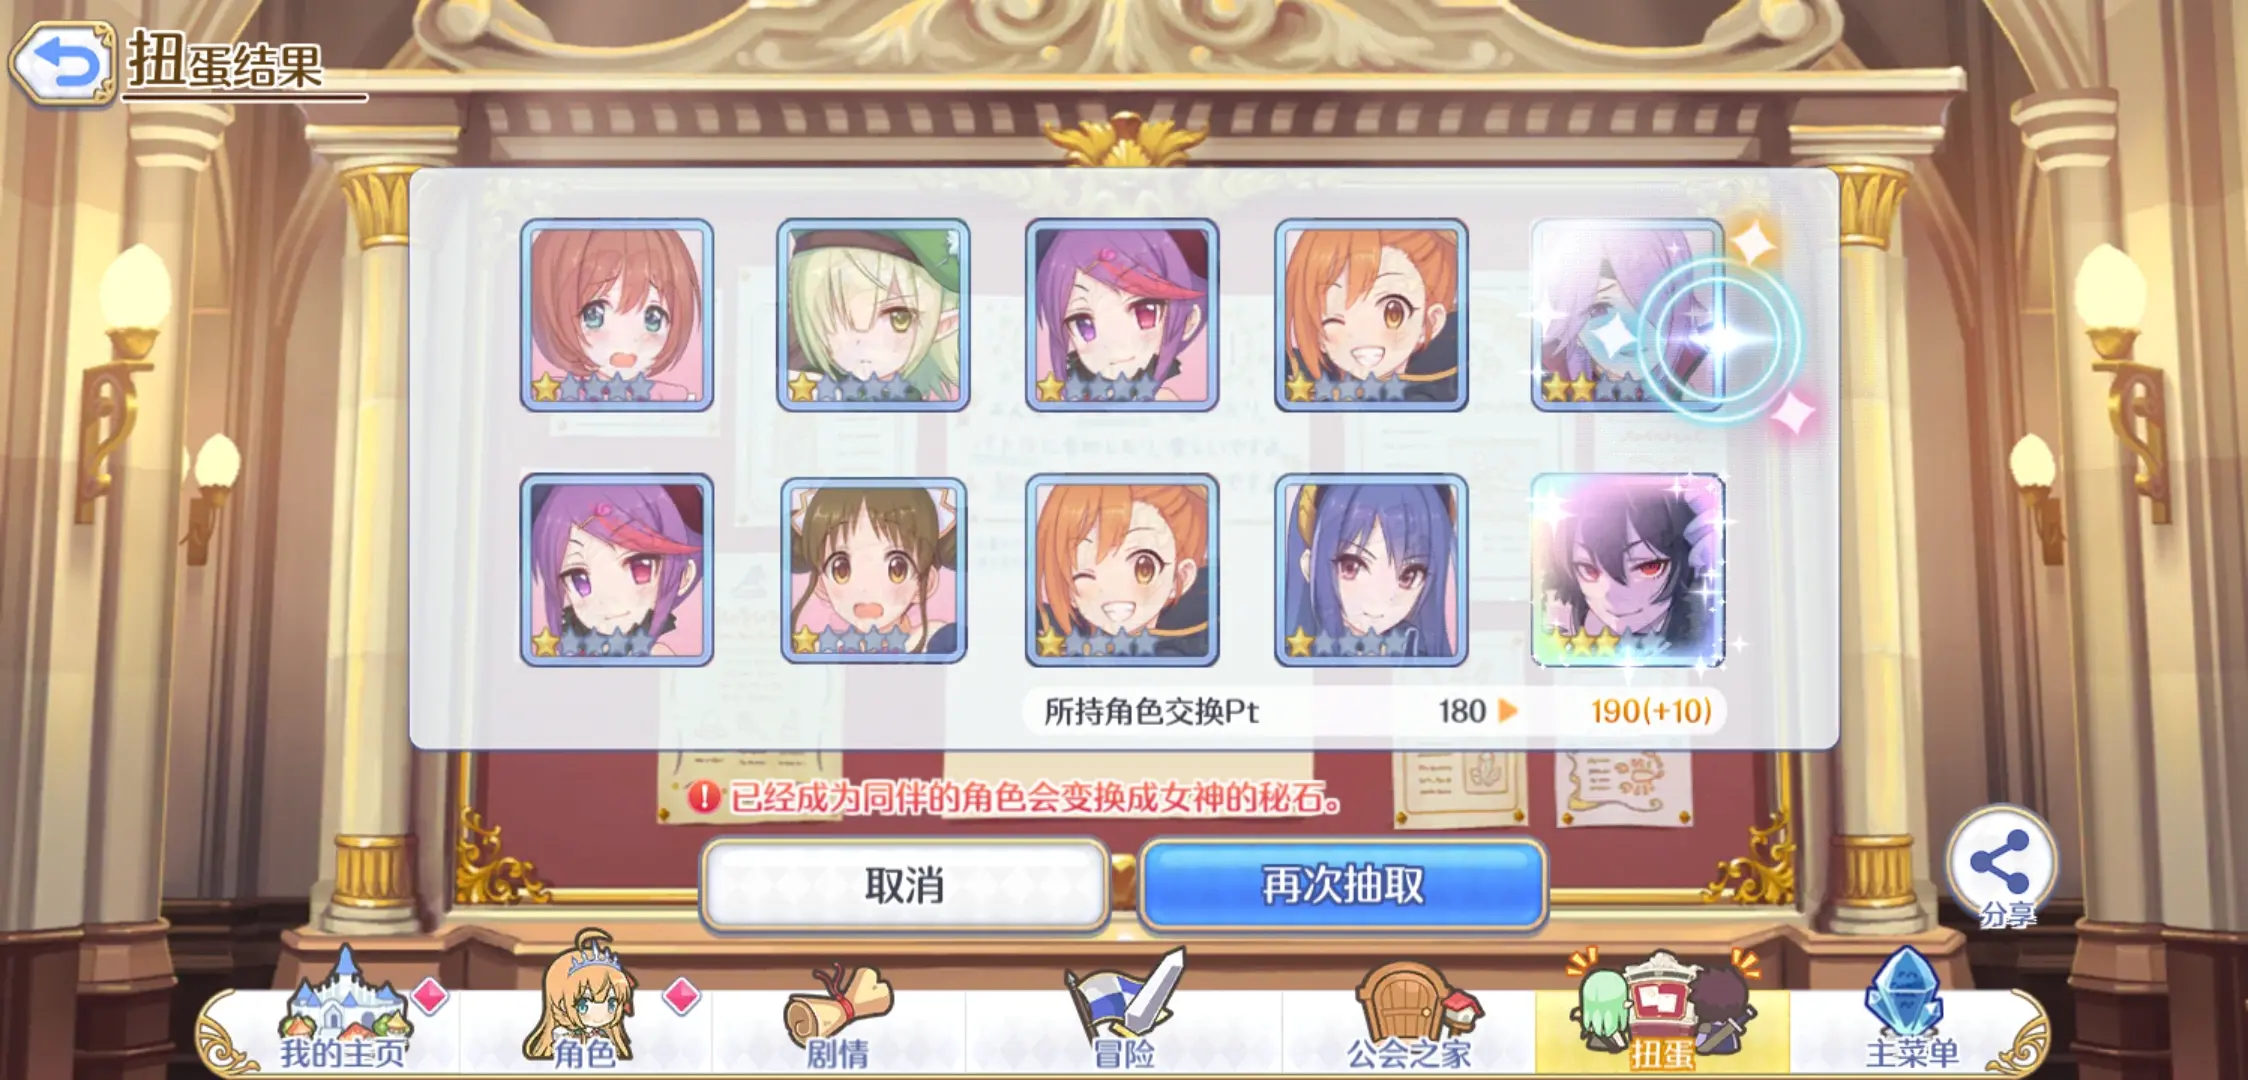 扭蛋结果
所持角色交换Pt 180 190(+10)
已经成为同伴的角色会变换成女神的秘石。
取消
再次抽取
分享
我的主页
角色
剧情
冒险
公会之家
扭蛋
主菜单